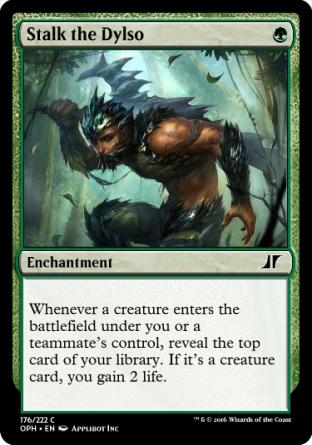 Stalk the Dylso
Enchantment
Whenever a creature enters the
battlefield under you or a
teammate's control, reveal the top
card of your library. If it's a creature
card, you gain 2 life.
176/222 C
OPH • EN Applibot Inc
™ & © 2016 Wizards of the Coast